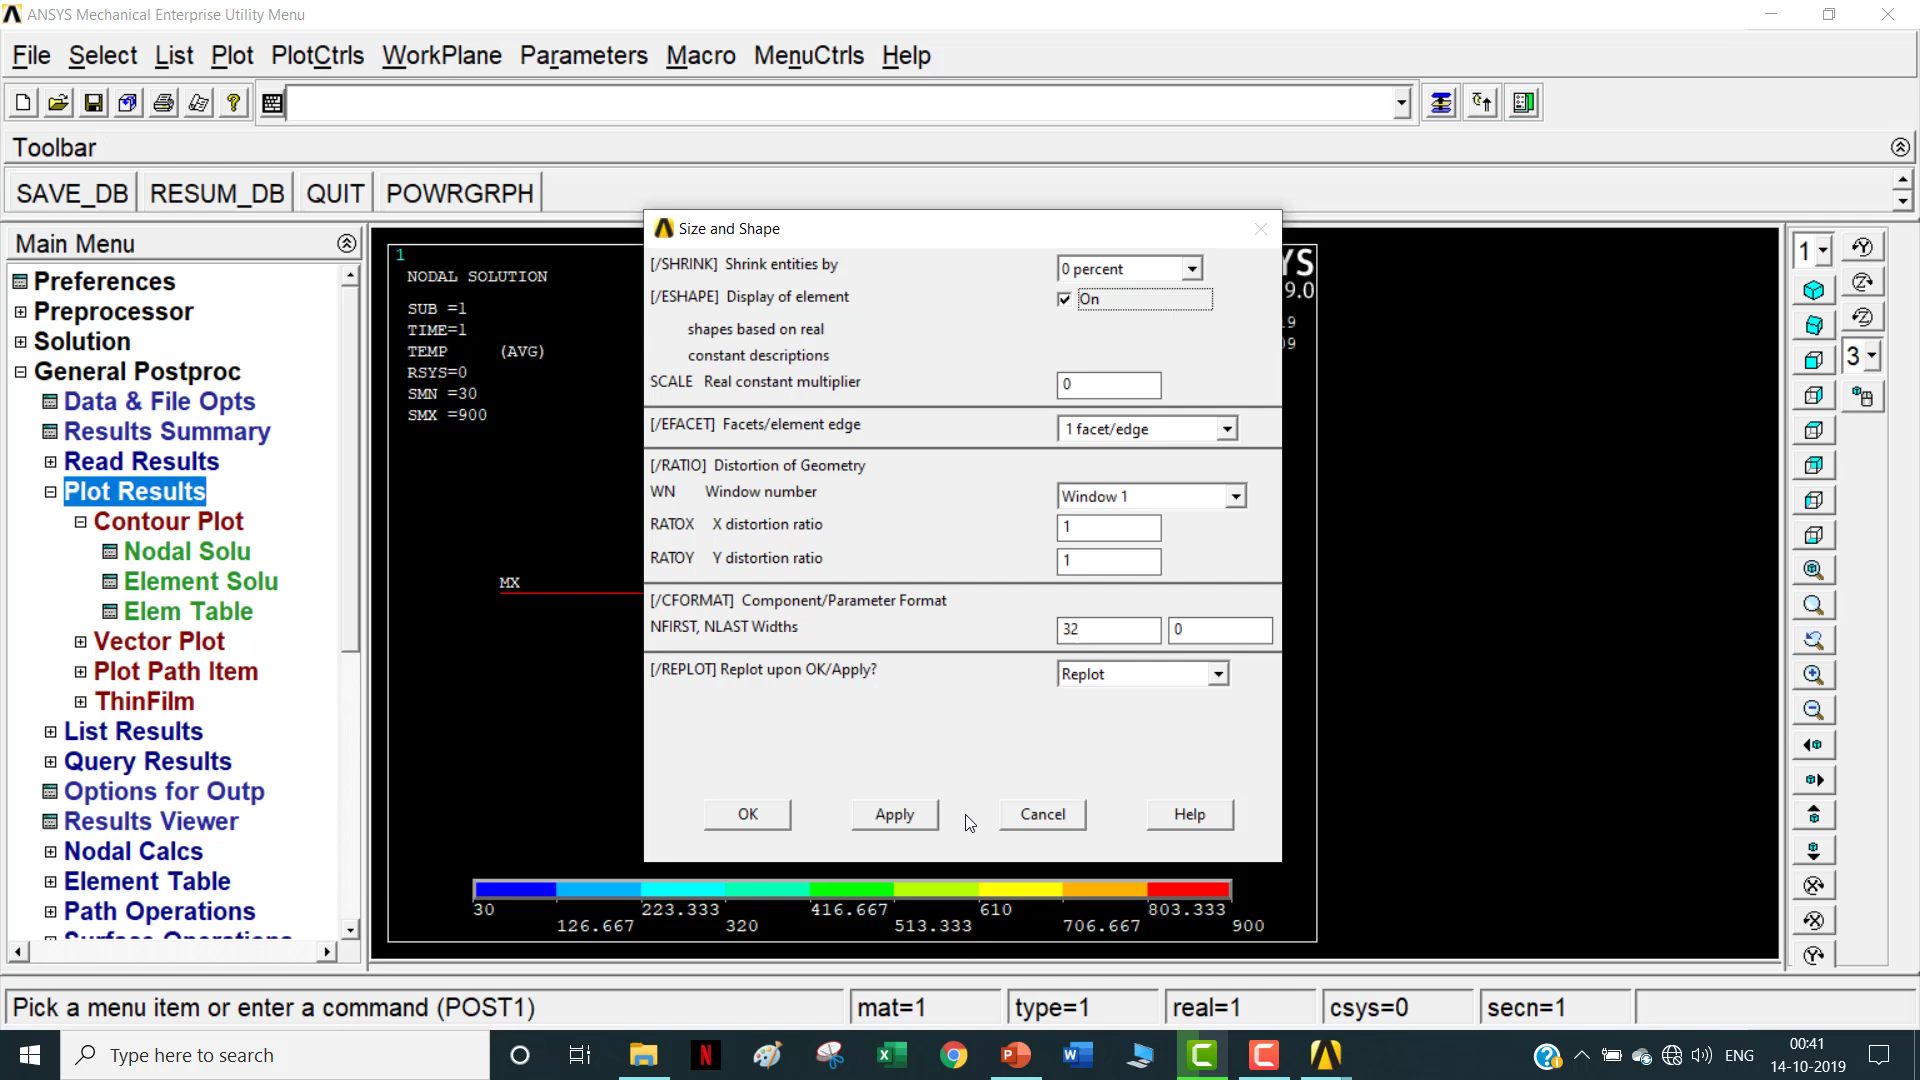 ANSYS Mechanical Enterprise Utility Menu
File Select List Plot PlotCtrls WorkPlane Parameters Macro MenuCtrls Help
Toolbar
SAVE_DB RESUM_DB QUIT POWRGRPH
Main Menu
Preferences
Preprocessor
Solution
General Postproc
Data & File Opts
Results Summary
Read Results
Plot Results
Contour Plot
Nodal Solu
Element Solu
Elem Table
Vector Plot
Plot Path Item
ThinFilm
List Results
Query Results
Options for Outp
Results Viewer
Nodal Calcs
Element Table
Path Operations
1
NODAL SOLUTION
SUB =1
TIME=1
TEMP (AVG)
RSYS=0
SMN =30
SMX =900
MX
YS
9.0
Size and Shape
[/SHRINK] Shrink entities by 0 percent
[/ESHAPE] Display of element On
shapes based on real
constant descriptions
SCALE Real constant multiplier 0
[/EFACET] Facets/element edge 1 facet/edge
[/RATIO] Distortion of Geometry
WN Window number Window 1
RATOX X distortion ratio 1
RATOY Y distortion ratio 1
[/CFORMAT] Component/Parameter Format
NFIRST, NLAST Widths 32 0
[/REPLOT] Replot upon OK/Apply? Replot
OK Apply Cancel Help
30 223.333 416.667 610 803.333
126.667 320 513.333 706.667 900
1
3
Pick a menu item or enter a command (POST1) mat=1 type=1 real=1 csys=0 secn=1
Type here to search
ENG
00:41
14-10-2019